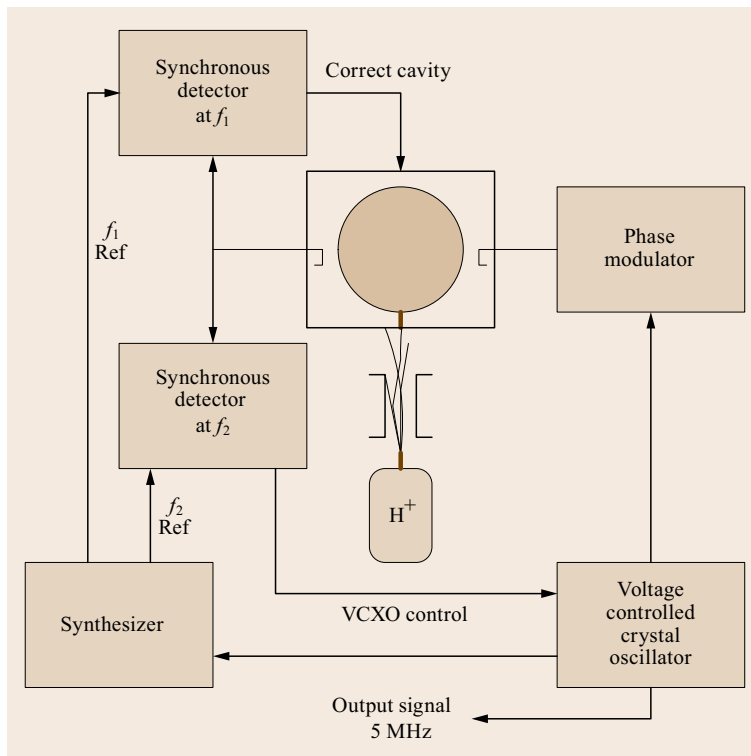 Synchronous
detector
at f₁
Correct cavity
f₁
Ref
Phase
modulator
Synchronous
detector
at f₂
f₂
Ref
H⁺
Synthesizer
VCXO control
Voltage
controlled
crystal
oscillator
Output signal
5 MHz